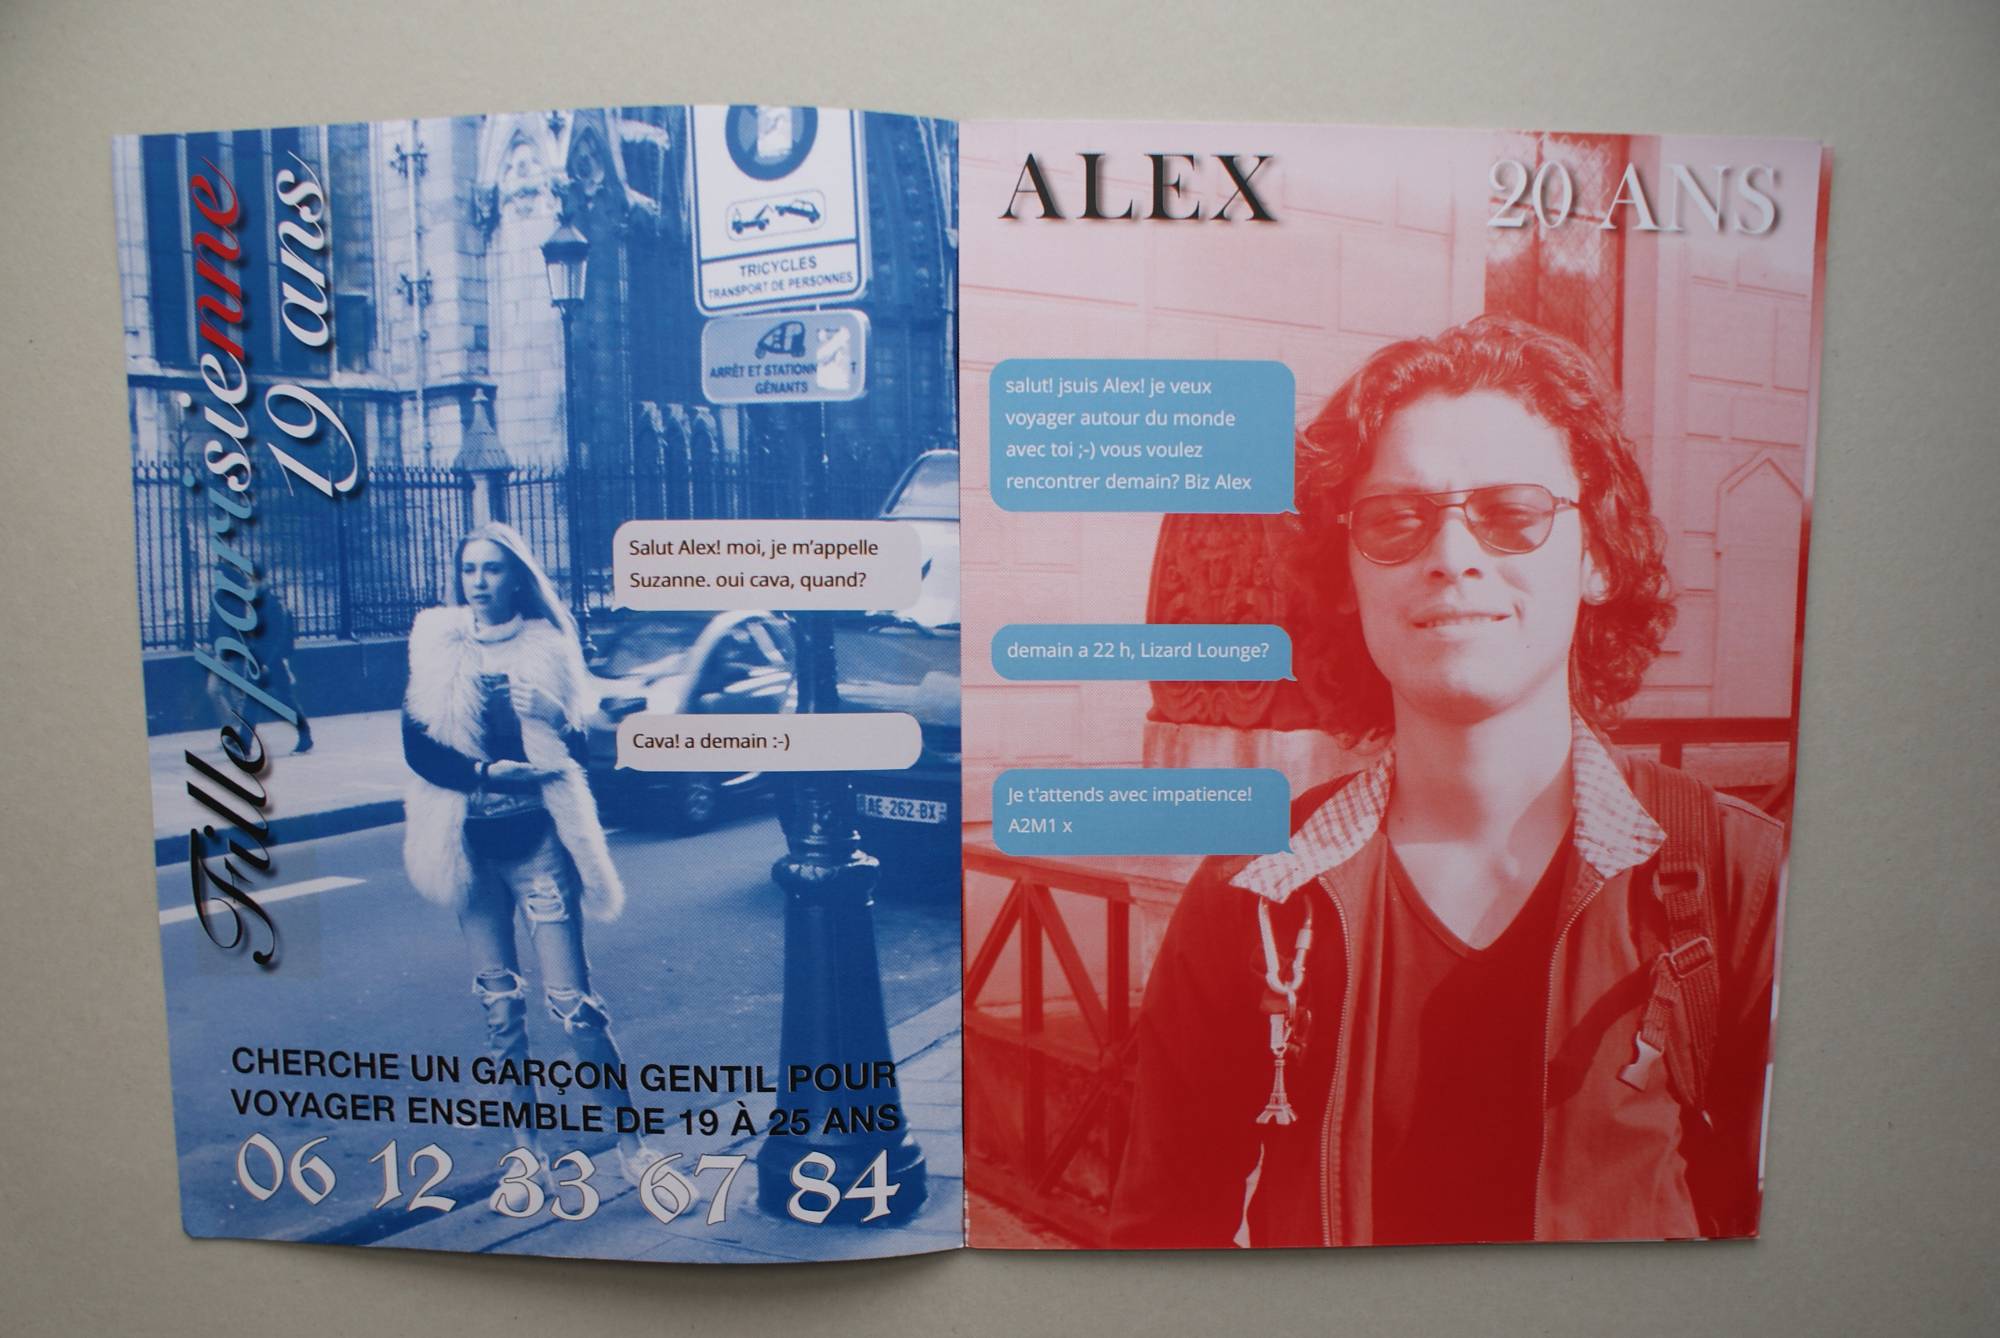 Fille parisienne
19 ans
TRICYCLES
TRANSPORT DE PERSONNES
ARRÊT ET STATIONN T
GÉNANTS
Salut Alex! moi, je m'appelle
Suzanne. oui cava, quand?
Cava! a demain :-)
AE-262-BX
CHERCHE UN GARÇON GENTIL POUR
VOYAGER ENSEMBLE DE 19 À 25 ANS
06 12 33 67 84
ALEX
20 ANS
salut! jsuis Alex! je veux
voyager autour du monde
avec toi ;-) vous voulez
rencontrer demain? Biz Alex
demain a 22 h, Lizard Lounge?
Je t'attends avec impatience!
A2M1 x